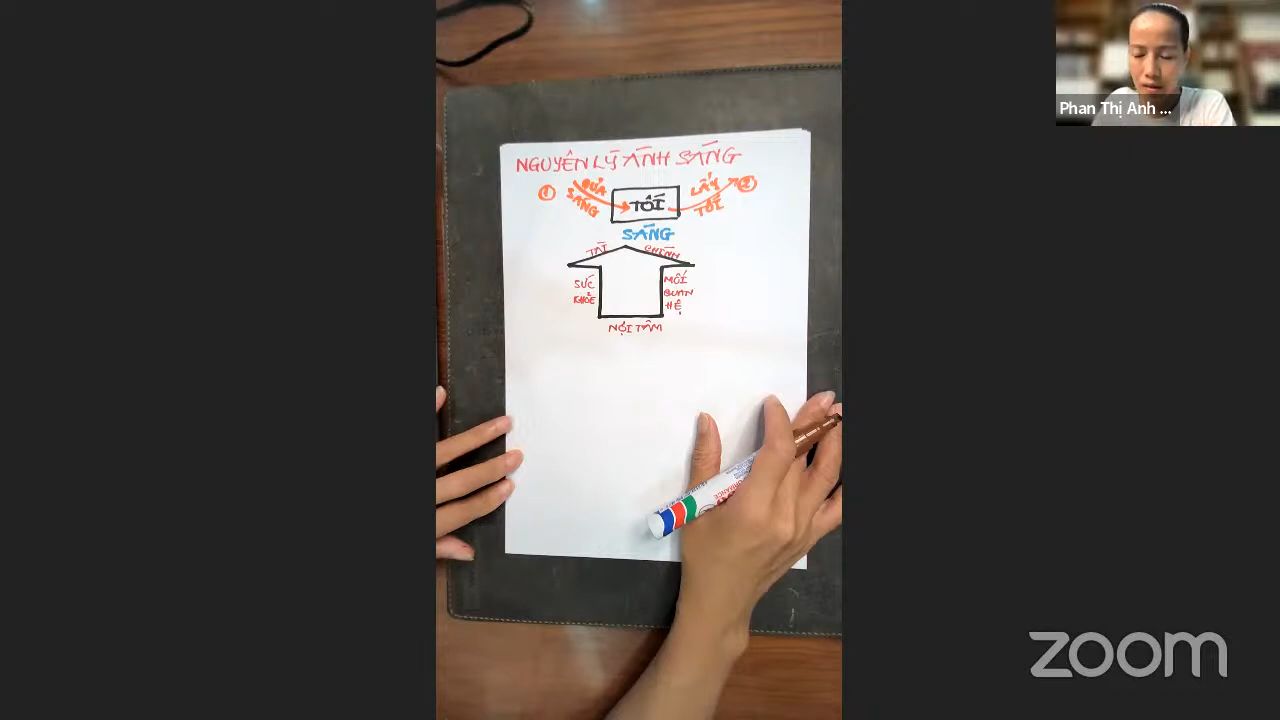 NGUYÊN LÝ ÁNH SÁNG
① ĐƯA SÁNG
TỐI
LẤY TỐI ②
SÁNG
TÀI CHÍNH
SỨC KHỎE
MỐI QUAN HỆ
NỘI TÂM
Phan Thị Anh ...
zoom